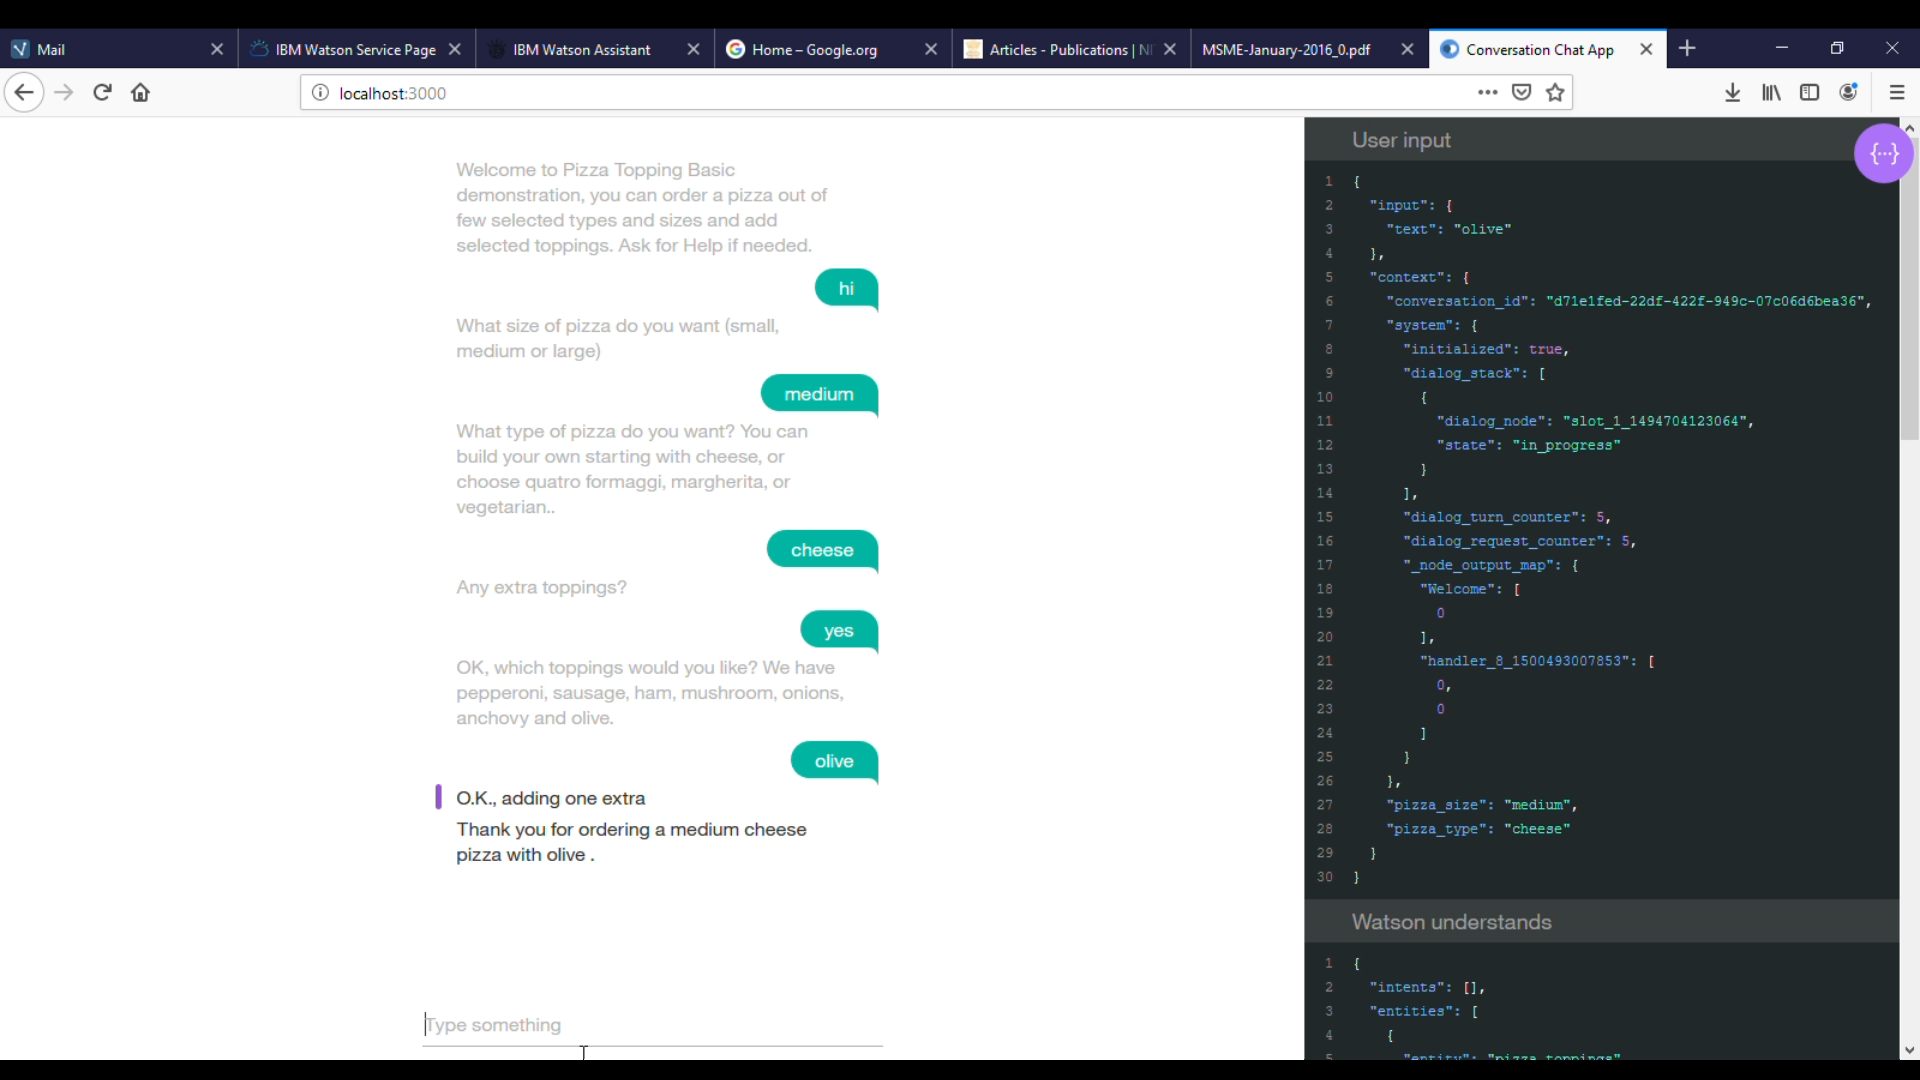 Mail
IBM Watson Service Page
IBM Watson Assistant
Home – Google.org
Articles - Publications |
MSME-January-2016_0.pdf
Conversation Chat App
localhost:3000
Welcome to Pizza Topping Basic
demonstration, you can order a pizza out of
few selected types and sizes and add
selected toppings. Ask for Help if needed.
hi
What size of pizza do you want (small,
medium or large)
medium
What type of pizza do you want? You can
build your own starting with cheese, or
choose quatro formaggi, margherita, or
vegetarian..
cheese
Any extra toppings?
yes
OK, which toppings would you like? We have
pepperoni, sausage, ham, mushroom, onions,
anchovy and olive.
olive
O.K., adding one extra
Thank you for ordering a medium cheese
pizza with olive .
Type something
User input
{···}
1 {
2 "input": {
3 "text": "olive"
4 },
5 "context": {
6 "conversation_id": "d71e1fed-22df-422f-949c-07c06d6bea36",
7 "system": {
8 "initialized": true,
9 "dialog_stack": [
10 {
11 "dialog_node": "slot_1_1494704123064",
12 "state": "in_progress"
13 }
14 ],
15 "dialog_turn_counter": 5,
16 "dialog_request_counter": 5,
17 "_node_output_map": {
18 "Welcome": [
19 0
20 ],
21 "handler_8_1500493007853": [
22 0,
23 0
24 ]
25 }
26 },
27 "pizza_size": "medium",
28 "pizza_type": "cheese"
29 }
30 }
Watson understands
1 {
2 "intents": [],
3 "entities": [
4 {
5 "entity": "pizza_toppings"